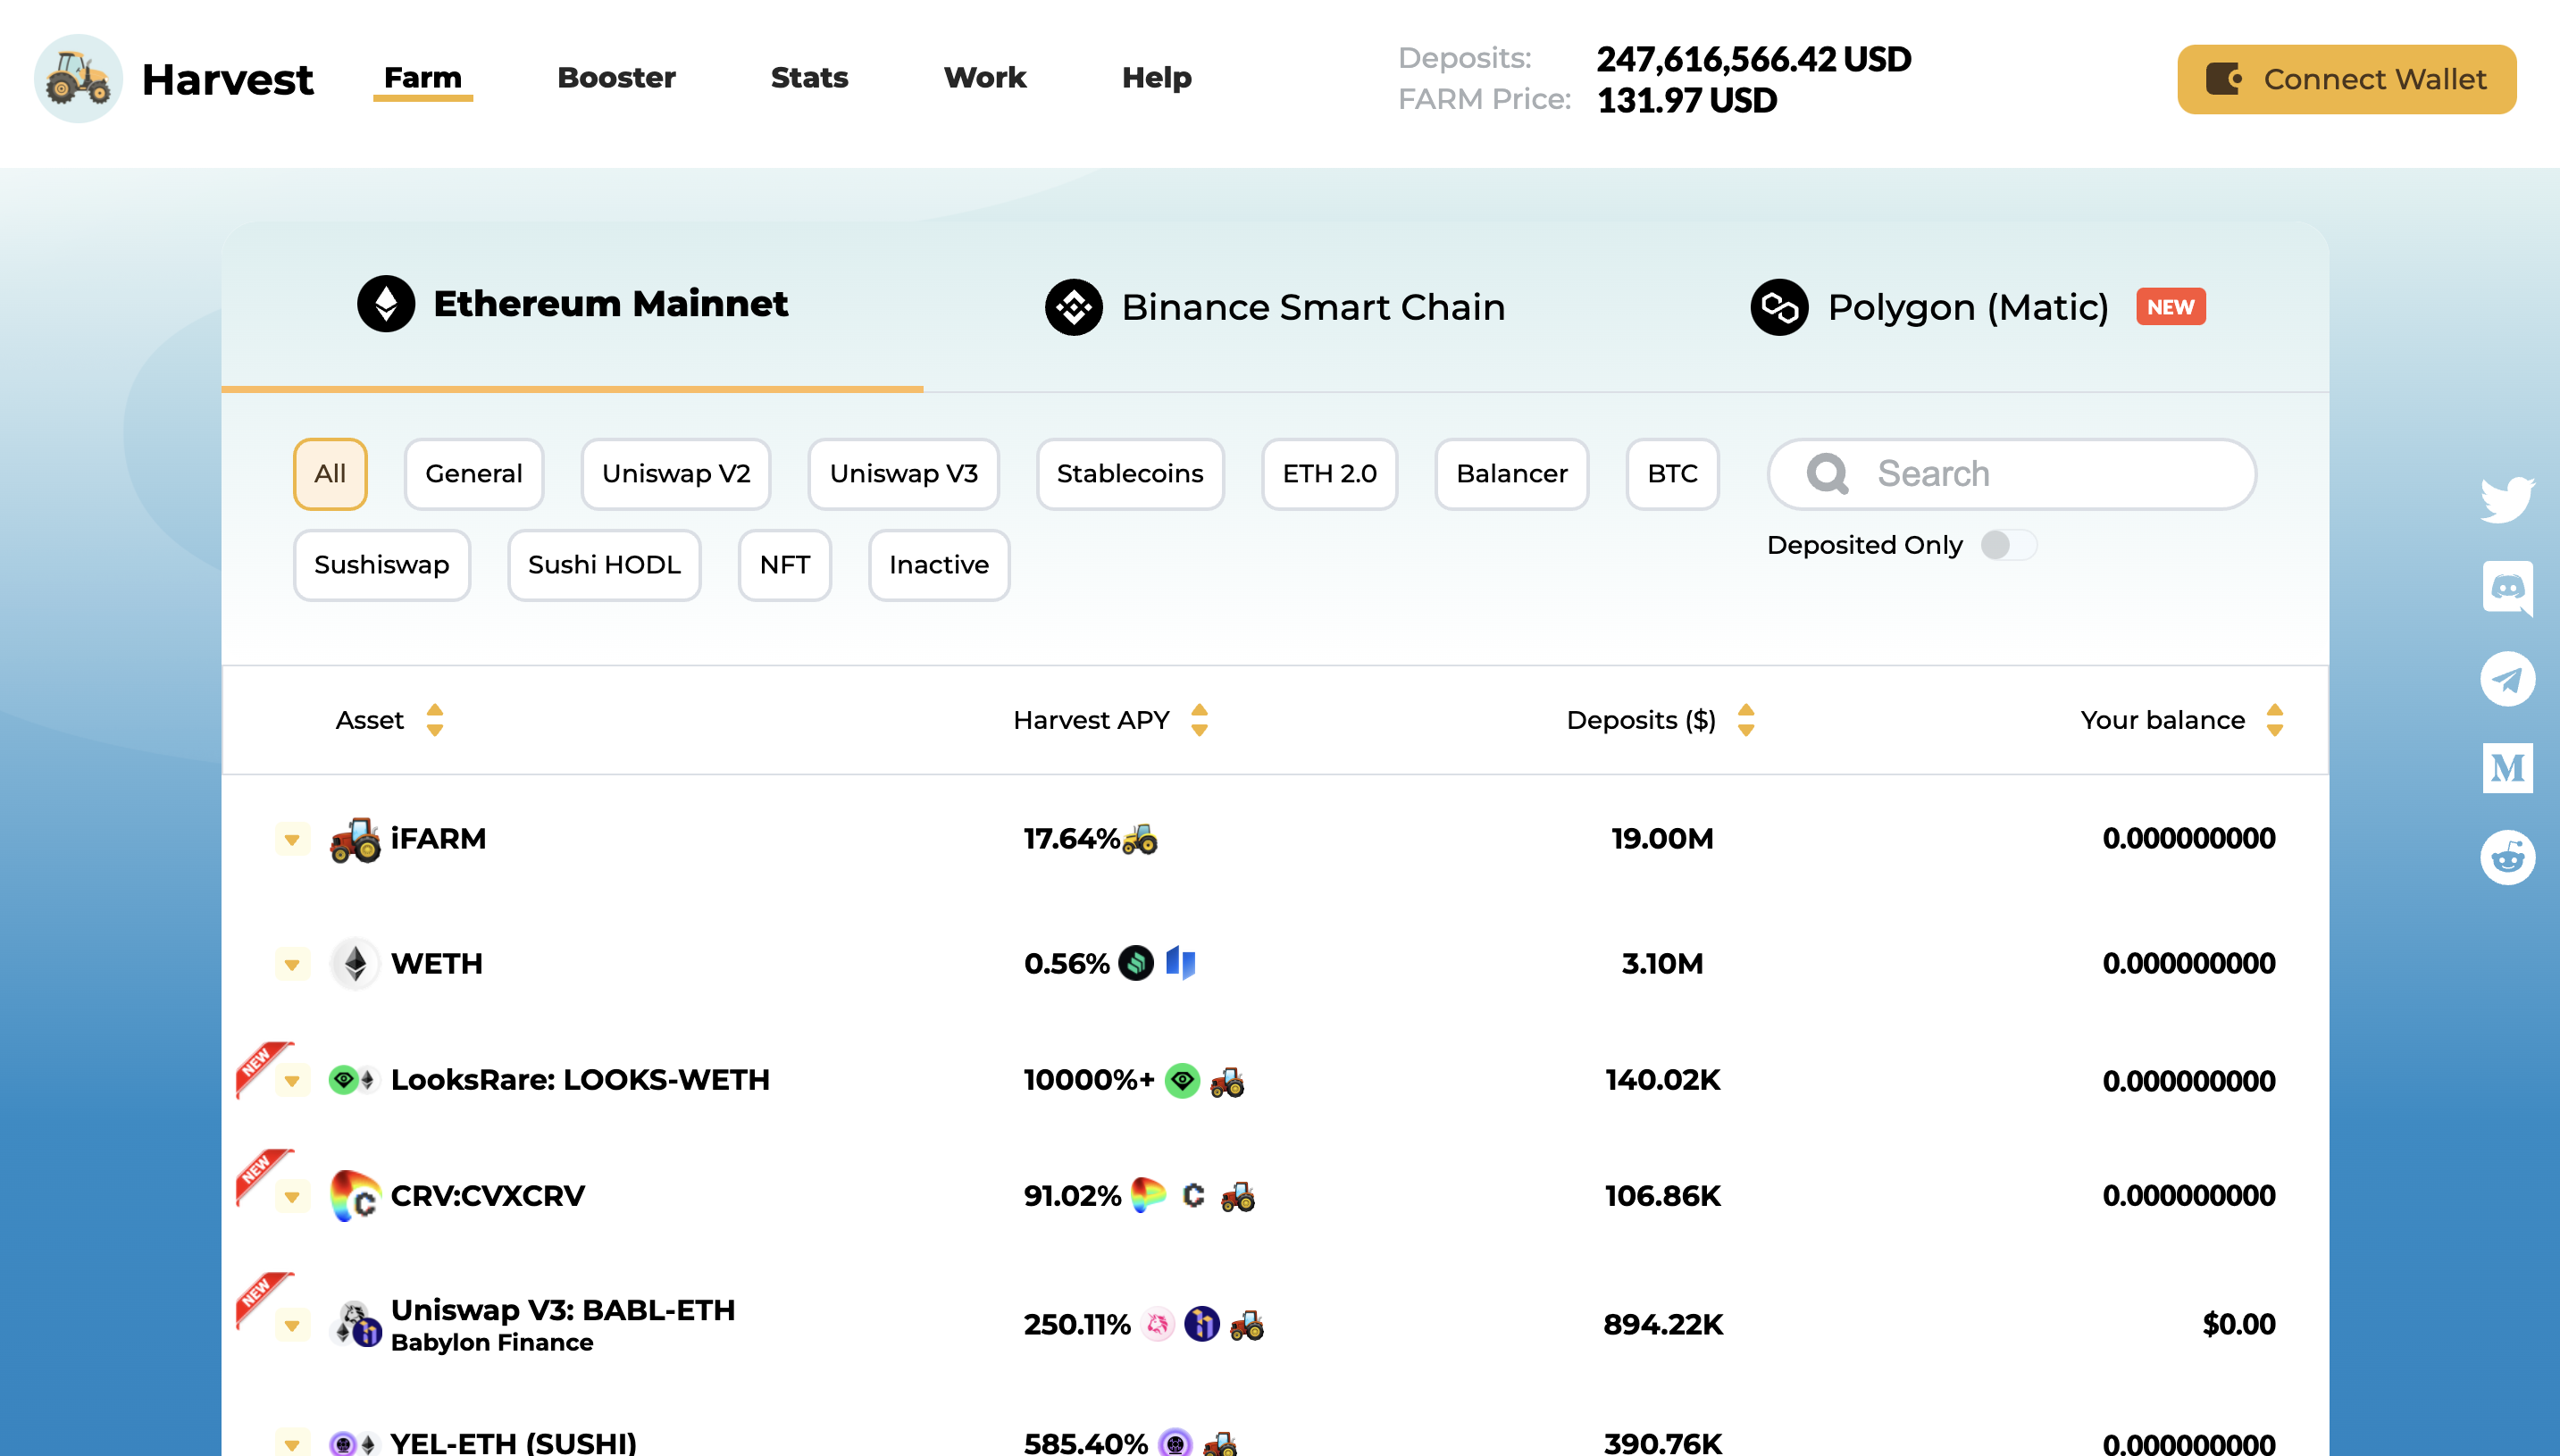 Harvest Farm Booster Stats Work Help
Deposits: 247,616,566.42 USD
FARM Price: 131.97 USD
Connect Wallet
Ethereum Mainnet
Binance Smart Chain
Polygon (Matic) NEW
All General Uniswap V2 Uniswap V3 Stablecoins ETH 2.0 Balancer BTC Search
Sushiswap Sushi HODL NFT Inactive Deposited Only
Asset Harvest APY Deposits ($) Your balance
iFARM 17.64% 19.00M 0.000000000
WETH 0.56% 3.10M 0.000000000
NEW LooksRare: LOOKS-WETH 10000%+ 140.02K 0.000000000
NEW CRV:CVXCRV 91.02% 106.86K 0.000000000
NEW Uniswap V3: BABL-ETH 250.11% 894.22K $0.00
Babylon Finance
YEL-ETH (SUSHI) 585.40% 390.76K 0.000000000